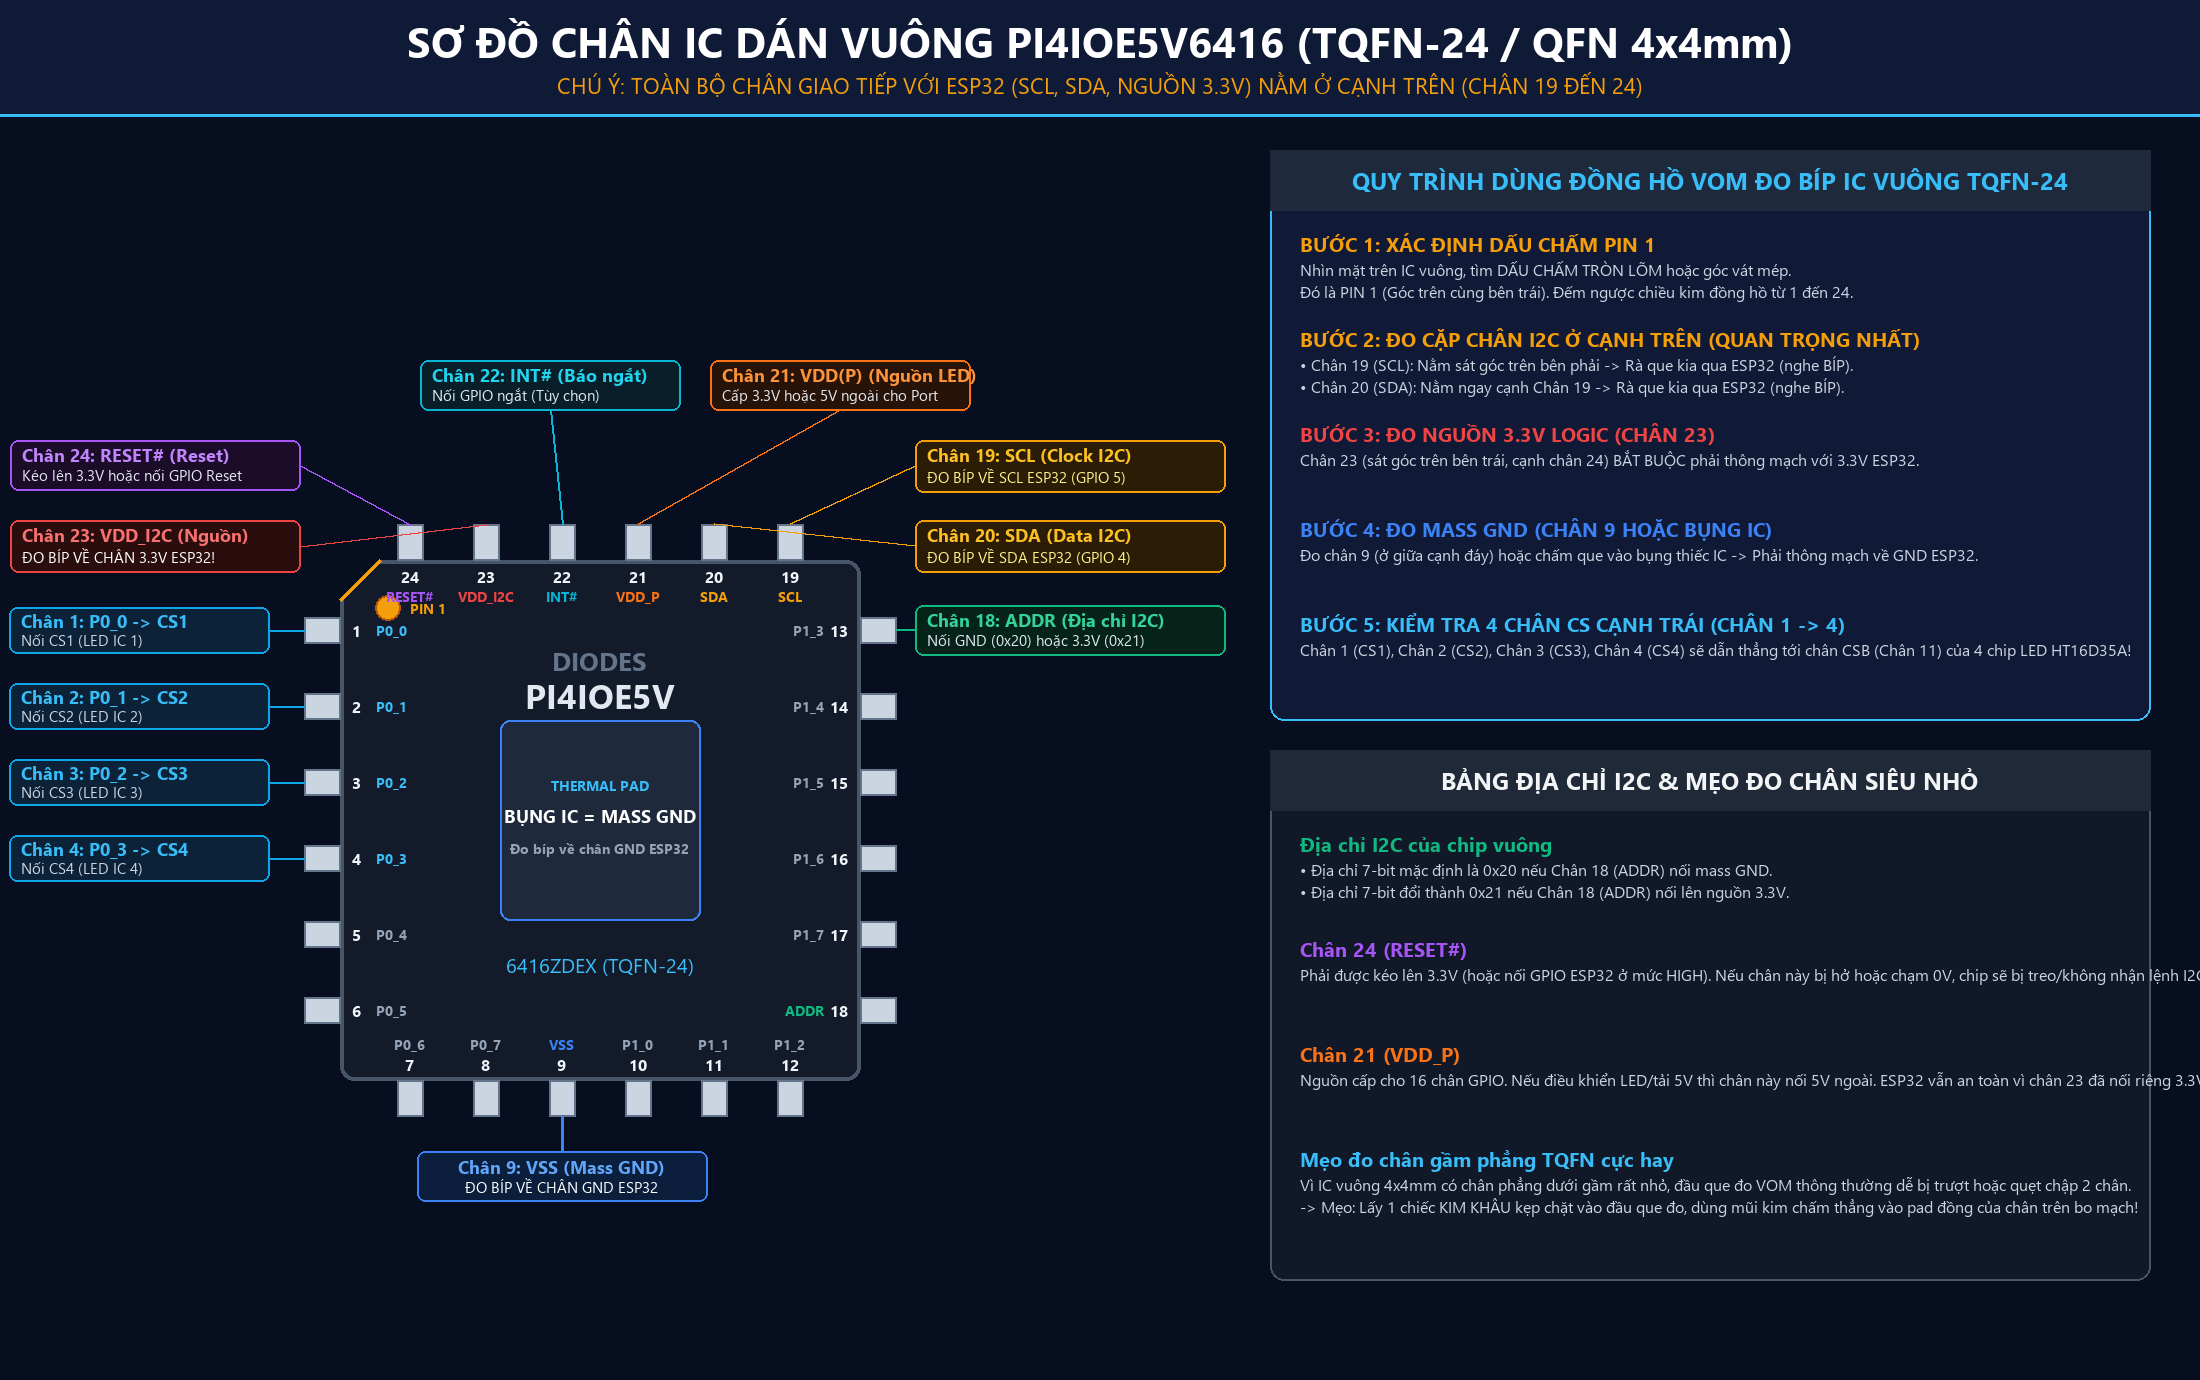 SƠ ĐỒ CHÂN IC DÁN VUÔNG PI4IOE5V6416 (TQFN-24 / QFN 4x4mm)
CHÚ Ý: TOÀN BỘ CHÂN GIAO TIẾP VỚI ESP32 (SCL, SDA, NGUỒN 3.3V) NẰM Ở CẠNH TRÊN (CHÂN 19 ĐẾN 24)
Chân 22: INT# (Báo ngắt)
Nối GPIO ngắt (Tùy chọn)
Chân 21: VDD(P) (Nguồn LED)
Cấp 3.3V hoặc 5V ngoài cho Port
Chân 24: RESET# (Reset)
Kéo lên 3.3V hoặc nối GPIO Reset
Chân 19: SCL (Clock I2C)
ĐO BÍP VỀ SCL ESP32 (GPIO 5)
Chân 23: VDD_I2C (Nguồn)
ĐO BÍP VỀ CHÂN 3.3V ESP32!
Chân 20: SDA (Data I2C)
ĐO BÍP VỀ SDA ESP32 (GPIO 4)
24 23 22 21 20 19
RESET# VDD_I2C INT# VDD_P SDA SCL
PIN 1
Chân 1: P0_0 -> CS1
Nối CS1 (LED IC 1)
1 P0_0
P1_3 13
Chân 18: ADDR (Địa chỉ I2C)
Nối GND (0x20) hoặc 3.3V (0x21)
DIODES
PI4IOE5V
Chân 2: P0_1 -> CS2
Nối CS2 (LED IC 2)
2 P0_1
P1_4 14
Chân 3: P0_2 -> CS3
Nối CS3 (LED IC 3)
3 P0_2
THERMAL PAD
P1_5 15
BỤNG IC = MASS GND
Đo bíp về chân GND ESP32
Chân 4: P0_3 -> CS4
Nối CS4 (LED IC 4)
4 P0_3
P1_6 16
5 P0_4
P1_7 17
6416ZDEX (TQFN-24)
6 P0_5
ADDR 18
P0_6 P0_7 VSS P1_0 P1_1 P1_2
7 8 9 10 11 12
Chân 9: VSS (Mass GND)
ĐO BÍP VỀ CHÂN GND ESP32
QUY TRÌNH DÙNG ĐỒNG HỒ VOM ĐO BÍP IC VUÔNG TQFN-24
BƯỚC 1: XÁC ĐỊNH DẤU CHẤM PIN 1
Nhìn mặt trên IC vuông, tìm DẤU CHẤM TRÒN LÕM hoặc góc vát mép.
Đó là PIN 1 (Góc trên cùng bên trái). Đếm ngược chiều kim đồng hồ từ 1 đến 24.
BƯỚC 2: ĐO CẶP CHÂN I2C Ở CẠNH TRÊN (QUAN TRỌNG NHẤT)
• Chân 19 (SCL): Nằm sát góc trên bên phải -> Rà que kia qua ESP32 (nghe BÍP).
• Chân 20 (SDA): Nằm ngay cạnh Chân 19 -> Rà que kia qua ESP32 (nghe BÍP).
BƯỚC 3: ĐO NGUỒN 3.3V LOGIC (CHÂN 23)
Chân 23 (sát góc trên bên trái, cạnh chân 24) BẮT BUỘC phải thông mạch với 3.3V ESP32.
BƯỚC 4: ĐO MASS GND (CHÂN 9 HOẶC BỤNG IC)
Đo chân 9 (ở giữa cạnh đáy) hoặc chấm que vào bụng thiếc IC -> Phải thông mạch về GND ESP32.
BƯỚC 5: KIỂM TRA 4 CHÂN CS CẠNH TRÁI (CHÂN 1 -> 4)
Chân 1 (CS1), Chân 2 (CS2), Chân 3 (CS3), Chân 4 (CS4) sẽ dẫn thẳng tới chân CSB (Chân 11) của 4 chip LED HT16D35A!
BẢNG ĐỊA CHỈ I2C & MẸO ĐO CHÂN SIÊU NHỎ
Địa chỉ I2C của chip vuông
• Địa chỉ 7-bit mặc định là 0x20 nếu Chân 18 (ADDR) nối mass GND.
• Địa chỉ 7-bit đổi thành 0x21 nếu Chân 18 (ADDR) nối lên nguồn 3.3V.
Chân 24 (RESET#)
Phải được kéo lên 3.3V (hoặc nối GPIO ESP32 ở mức HIGH). Nếu chân này bị hở hoặc chạm 0V, chip sẽ bị treo/không nhận lệnh I2C
Chân 21 (VDD_P)
Nguồn cấp cho 16 chân GPIO. Nếu điều khiển LED/tải 5V thì chân này nối 5V ngoài. ESP32 vẫn an toàn vì chân 23 đã nối riêng 3.3V
Mẹo đo chân gầm phẳng TQFN cực hay
Vì IC vuông 4x4mm có chân phẳng dưới gầm rất nhỏ, đầu que đo VOM thông thường dễ bị trượt hoặc quẹt chập 2 chân.
-> Mẹo: Lấy 1 chiếc KIM KHÂU kẹp chặt vào đầu que đo, dùng mũi kim chấm thẳng vào pad đồng của chân trên bo mạch!